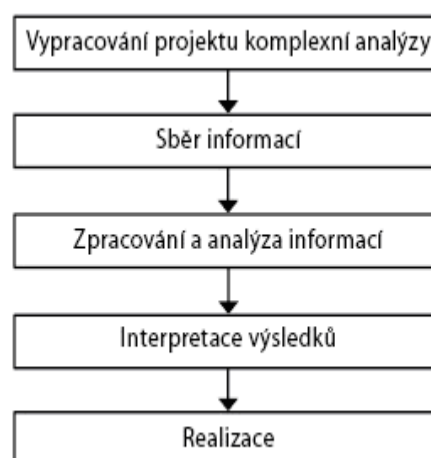 Vypracování projektu komplexní analýzy
Sběr informací
Zpracování a analýza informací
Interpretace výsledků
Realizace